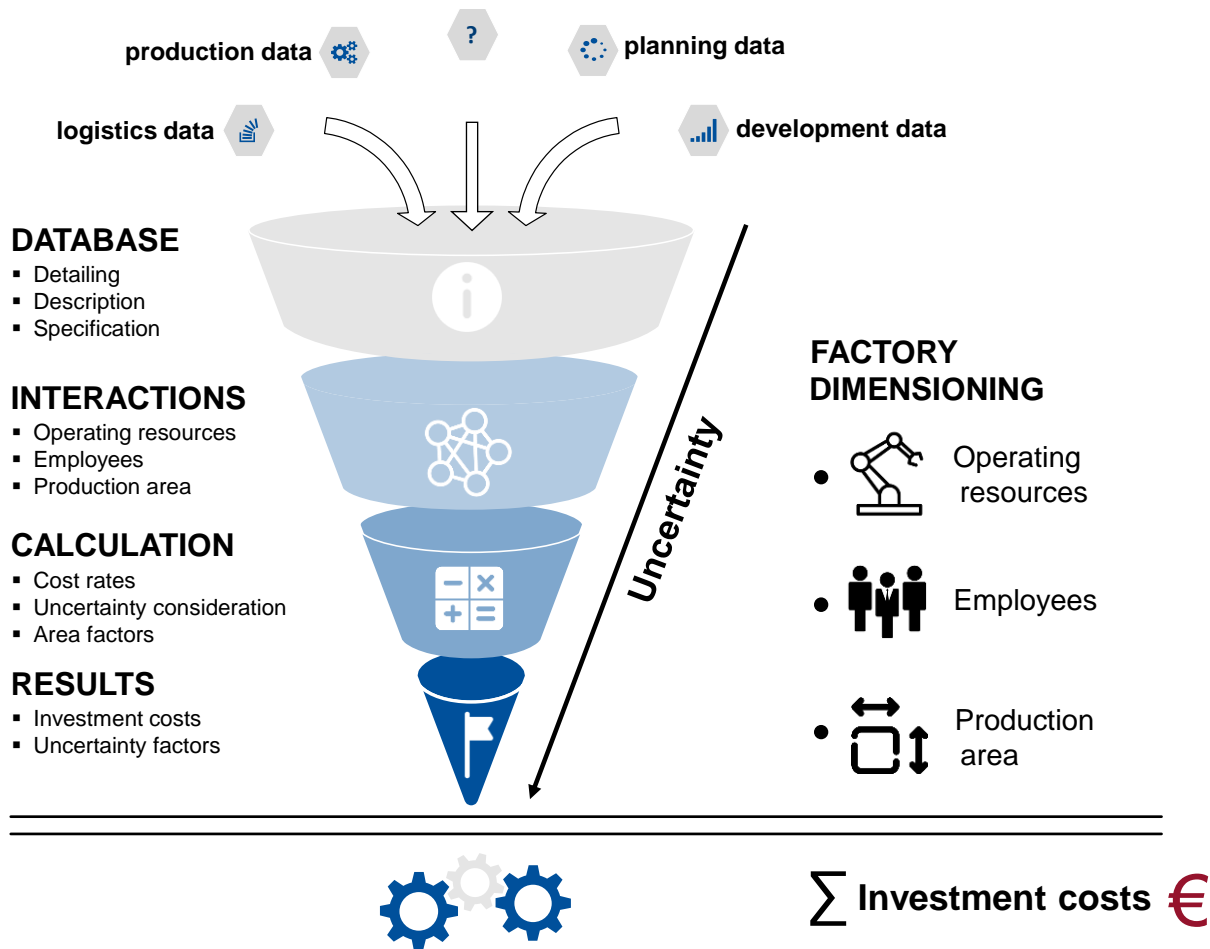 ?
production data
planning data
logistics data
development data
DATABASE
▪ Detailing
▪ Description
▪ Specification
INTERACTIONS
▪ Operating resources
▪ Employees
▪ Production area
CALCULATION
▪ Cost rates
▪ Uncertainty consideration
▪ Area factors
RESULTS
▪ Investment costs
▪ Uncertainty factors
i
− ×
+ =
Uncertainty
FACTORY
DIMENSIONING
• Operating
resources
• Employees
• Production
area
∑ Investment costs €